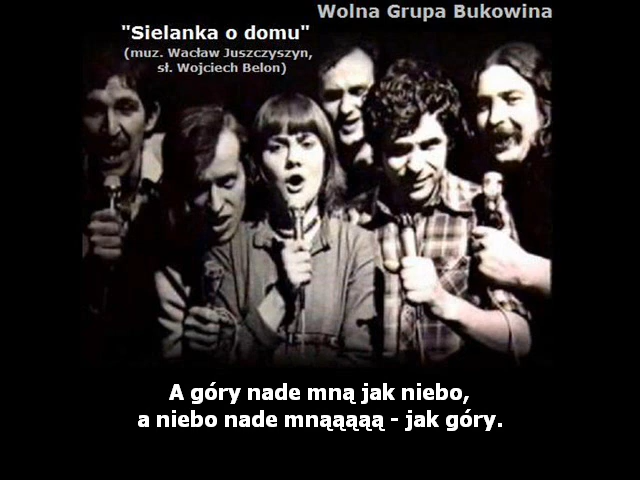 Wolna Grupa Bukowina
"Sielanka o domu"
(muz. Wacław Juszczyszyn,
sł. Wojciech Belon)
A góry nade mną jak niebo,
a niebo nade mnąąąąą - jak góry.